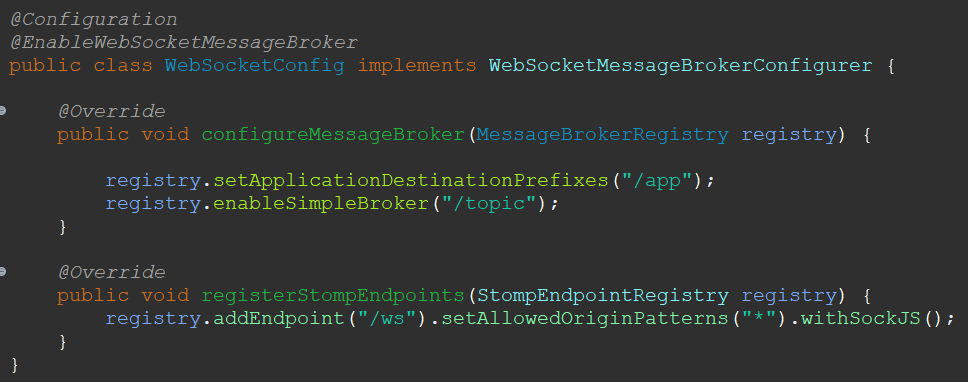 @Configuration
@EnableWebSocketMessageBroker
public class WebSocketConfig implements WebSocketMessageBrokerConfigurer {
@Override
public void configureMessageBroker(MessageBrokerRegistry registry) {
registry.setApplicationDestinationPrefixes("/app");
registry.enableSimpleBroker("/topic");
}
@Override
public void registerStompEndpoints(StompEndpointRegistry registry) {
registry.addEndpoint("/ws").setAllowedOriginPatterns("*").withSockJS();
}
}